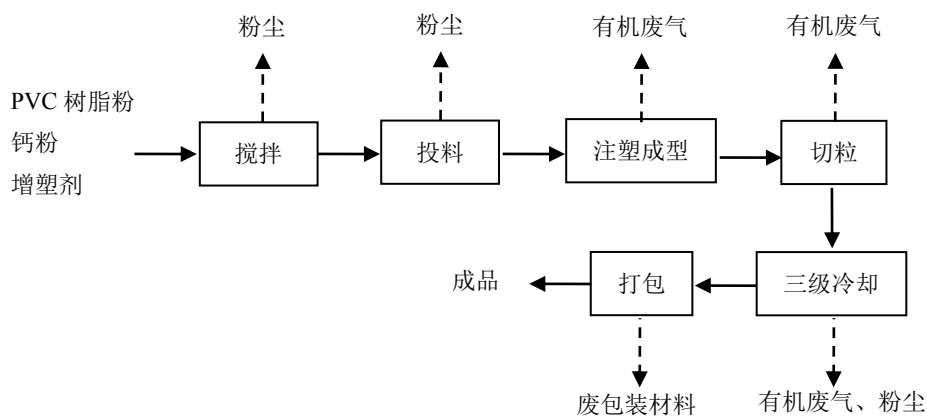 粉尘
粉尘
有机废气
有机废气
PVC 树脂粉
钙粉
增塑剂
搅拌
投料
注塑成型
切粒
三级冷却
打包
成品
废包装材料
有机废气、粉尘